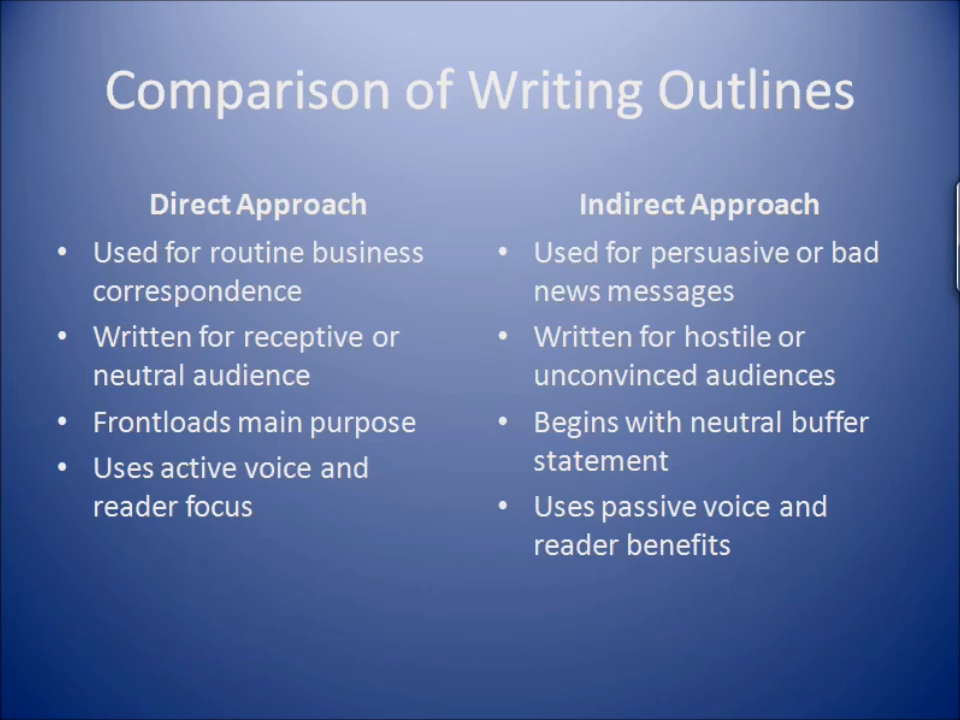 Comparison of Writing Outlines
Direct Approach
• Used for routine business
correspondence
• Written for receptive or
neutral audience
• Frontloads main purpose
• Uses active voice and
reader focus
Indirect Approach
• Used for persuasive or bad
news messages
• Written for hostile or
unconvinced audiences
• Begins with neutral buffer
statement
• Uses passive voice and
reader benefits